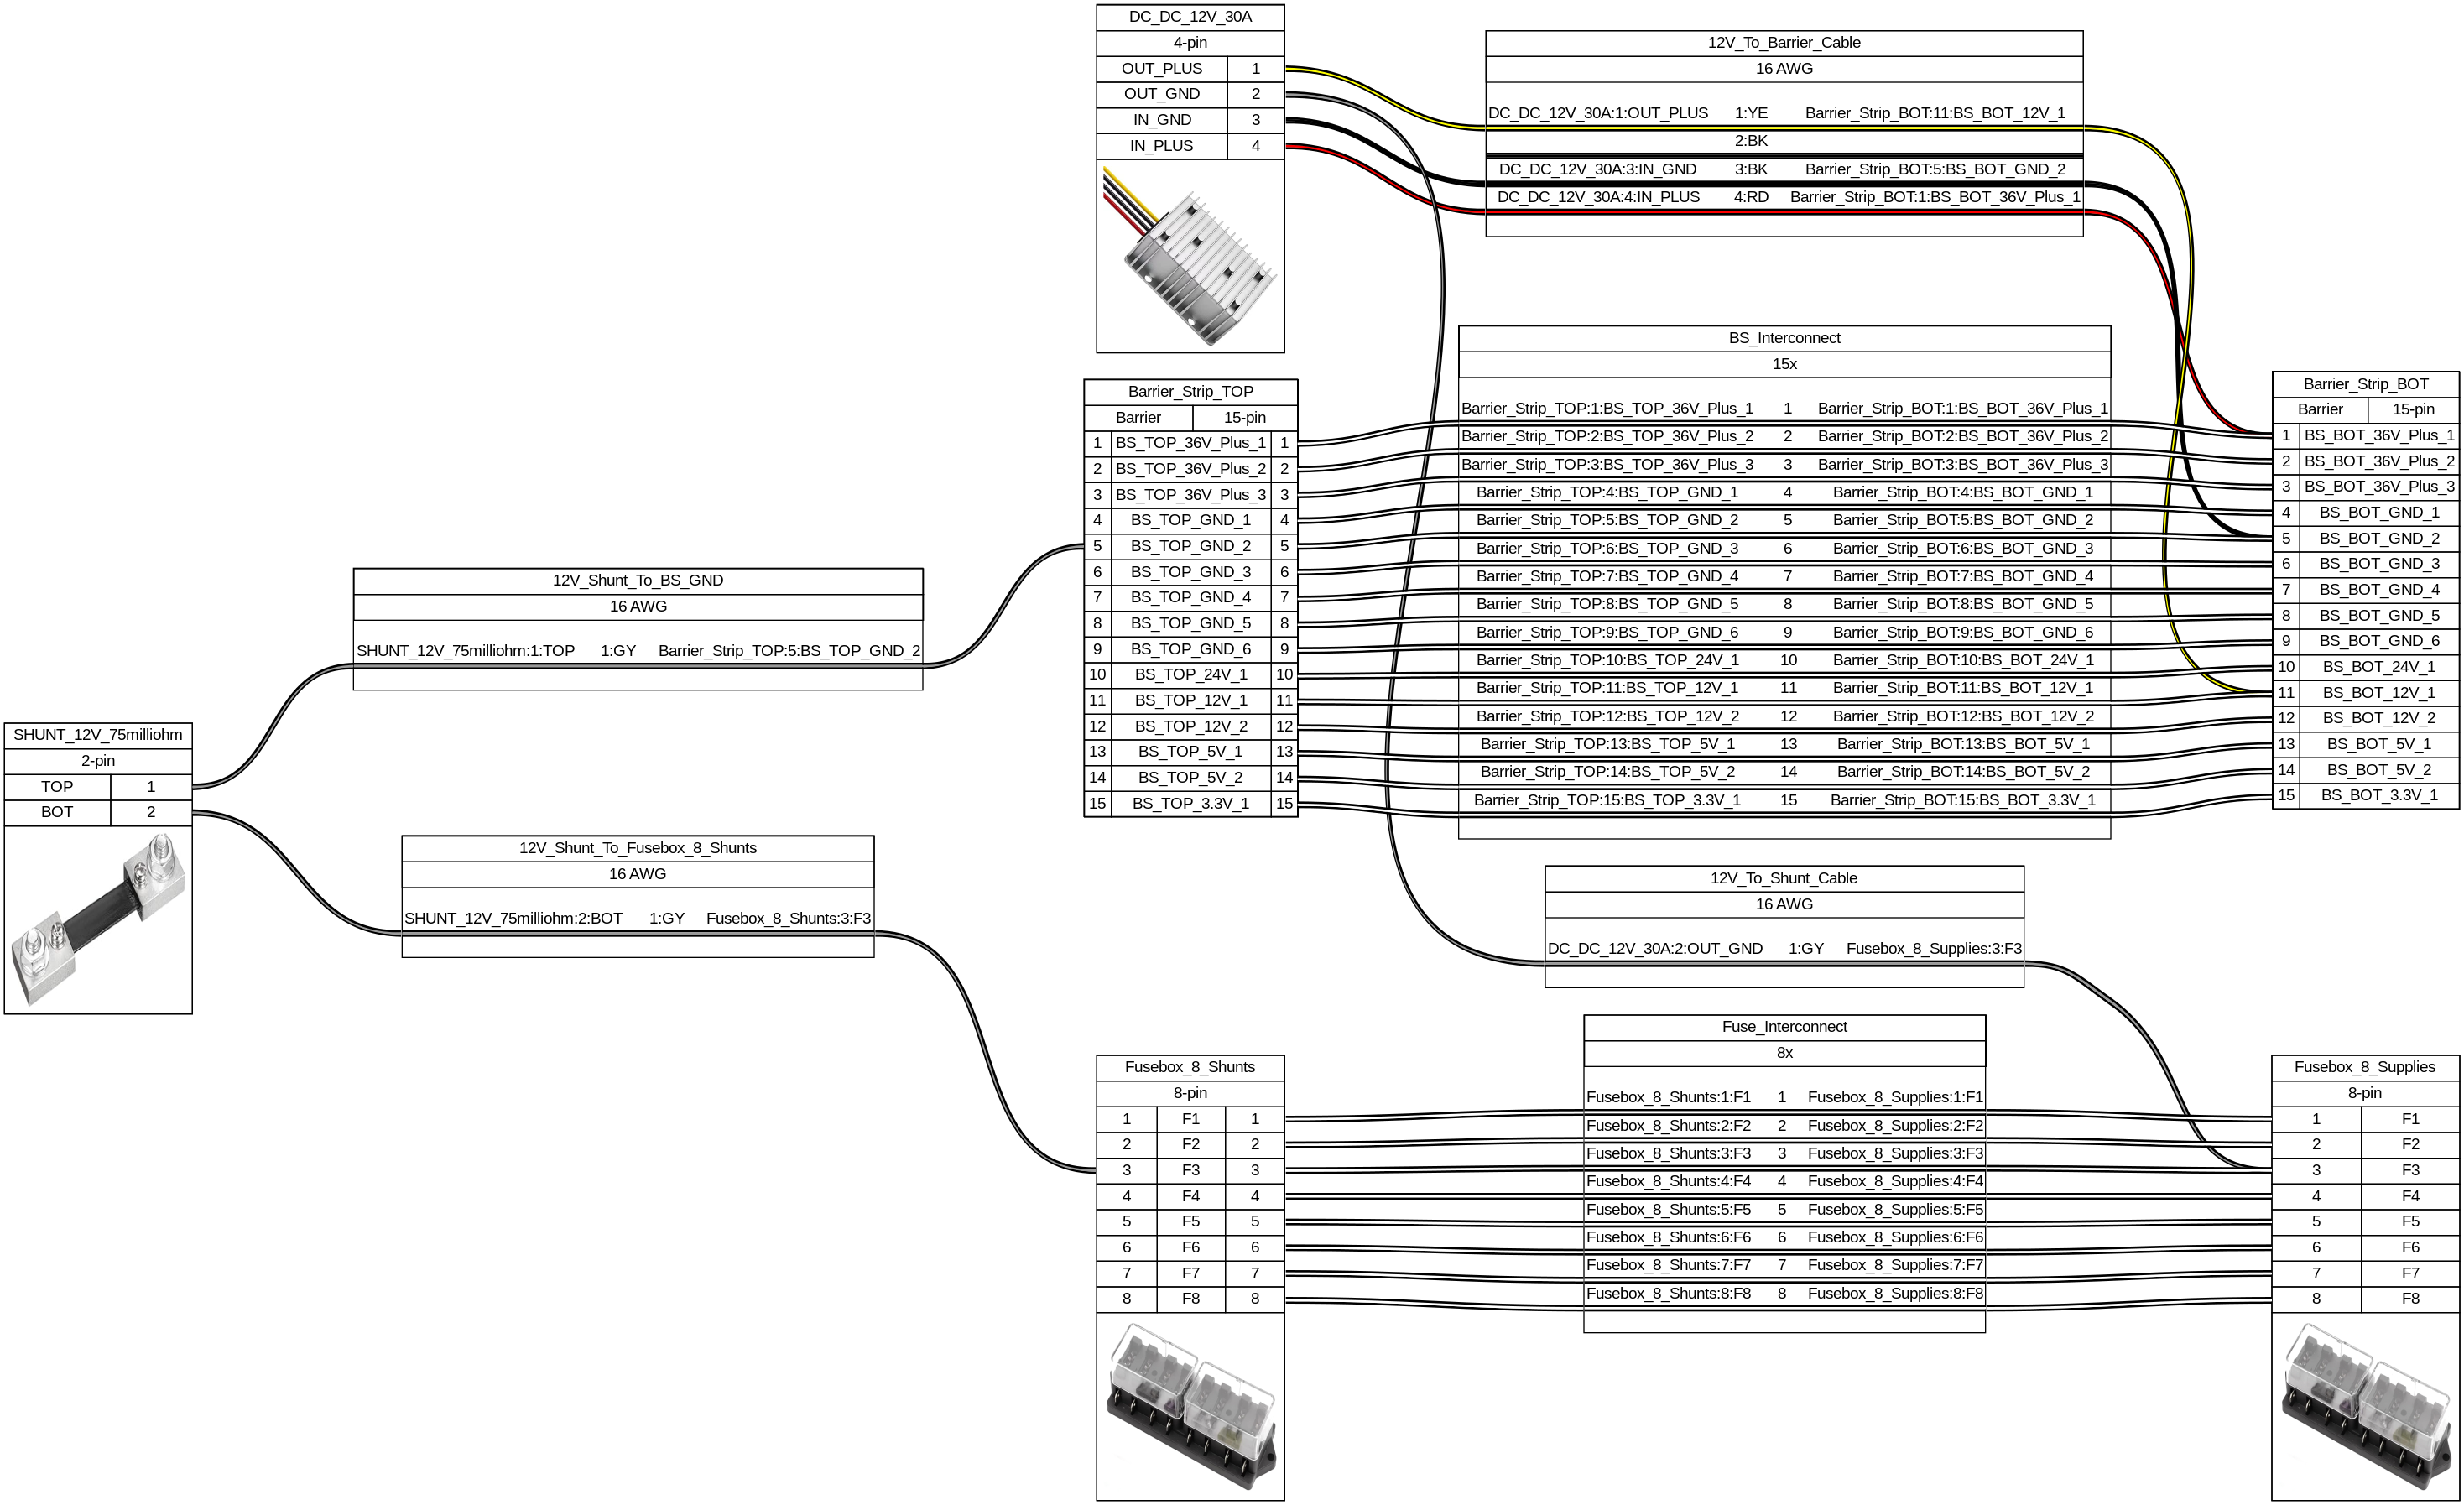 DC_DC_12V_30A
4-pin
OUT_PLUS 1
OUT_GND 2
IN_GND 3
IN_PLUS 4
12V_To_Barrier_Cable
16 AWG
DC_DC_12V_30A:1:OUT_PLUS 1:YE Barrier_Strip_BOT:11:BS_BOT_12V_1
2:BK
DC_DC_12V_30A:3:IN_GND 3:BK Barrier_Strip_BOT:5:BS_BOT_GND_2
DC_DC_12V_30A:4:IN_PLUS 4:RD Barrier_Strip_BOT:1:BS_BOT_36V_Plus_1
Barrier_Strip_TOP
Barrier 15-pin
1 BS_TOP_36V_Plus_1 1
2 BS_TOP_36V_Plus_2 2
3 BS_TOP_36V_Plus_3 3
4 BS_TOP_GND_1 4
5 BS_TOP_GND_2 5
6 BS_TOP_GND_3 6
7 BS_TOP_GND_4 7
8 BS_TOP_GND_5 8
9 BS_TOP_GND_6 9
10 BS_TOP_24V_1 10
11 BS_TOP_12V_1 11
12 BS_TOP_12V_2 12
13 BS_TOP_5V_1 13
14 BS_TOP_5V_2 14
15 BS_TOP_3.3V_1 15
BS_Interconnect
15x
Barrier_Strip_TOP:1:BS_TOP_36V_Plus_1 1 Barrier_Strip_BOT:1:BS_BOT_36V_Plus_1
Barrier_Strip_TOP:2:BS_TOP_36V_Plus_2 2 Barrier_Strip_BOT:2:BS_BOT_36V_Plus_2
Barrier_Strip_TOP:3:BS_TOP_36V_Plus_3 3 Barrier_Strip_BOT:3:BS_BOT_36V_Plus_3
Barrier_Strip_TOP:4:BS_TOP_GND_1 4 Barrier_Strip_BOT:4:BS_BOT_GND_1
Barrier_Strip_TOP:5:BS_TOP_GND_2 5 Barrier_Strip_BOT:5:BS_BOT_GND_2
Barrier_Strip_TOP:6:BS_TOP_GND_3 6 Barrier_Strip_BOT:6:BS_BOT_GND_3
Barrier_Strip_TOP:7:BS_TOP_GND_4 7 Barrier_Strip_BOT:7:BS_BOT_GND_4
Barrier_Strip_TOP:8:BS_TOP_GND_5 8 Barrier_Strip_BOT:8:BS_BOT_GND_5
Barrier_Strip_TOP:9:BS_TOP_GND_6 9 Barrier_Strip_BOT:9:BS_BOT_GND_6
Barrier_Strip_TOP:10:BS_TOP_24V_1 10 Barrier_Strip_BOT:10:BS_BOT_24V_1
Barrier_Strip_TOP:11:BS_TOP_12V_1 11 Barrier_Strip_BOT:11:BS_BOT_12V_1
Barrier_Strip_TOP:12:BS_TOP_12V_2 12 Barrier_Strip_BOT:12:BS_BOT_12V_2
Barrier_Strip_TOP:13:BS_TOP_5V_1 13 Barrier_Strip_BOT:13:BS_BOT_5V_1
Barrier_Strip_TOP:14:BS_TOP_5V_2 14 Barrier_Strip_BOT:14:BS_BOT_5V_2
Barrier_Strip_TOP:15:BS_TOP_3.3V_1 15 Barrier_Strip_BOT:15:BS_BOT_3.3V_1
Barrier_Strip_BOT
Barrier 15-pin
1 BS_BOT_36V_Plus_1
2 BS_BOT_36V_Plus_2
3 BS_BOT_36V_Plus_3
4 BS_BOT_GND_1
5 BS_BOT_GND_2
6 BS_BOT_GND_3
7 BS_BOT_GND_4
8 BS_BOT_GND_5
9 BS_BOT_GND_6
10 BS_BOT_24V_1
11 BS_BOT_12V_1
12 BS_BOT_12V_2
13 BS_BOT_5V_1
14 BS_BOT_5V_2
15 BS_BOT_3.3V_1
12V_Shunt_To_BS_GND
16 AWG
SHUNT_12V_75milliohm:1:TOP 1:GY Barrier_Strip_TOP:5:BS_TOP_GND_2
SHUNT_12V_75milliohm
2-pin
TOP 1
BOT 2
12V_Shunt_To_Fusebox_8_Shunts
16 AWG
SHUNT_12V_75milliohm:2:BOT 1:GY Fusebox_8_Shunts:3:F3
12V_To_Shunt_Cable
16 AWG
DC_DC_12V_30A:2:OUT_GND 1:GY Fusebox_8_Supplies:3:F3
Fusebox_8_Shunts
8-pin
1 F1 1
2 F2 2
3 F3 3
4 F4 4
5 F5 5
6 F6 6
7 F7 7
8 F8 8
Fuse_Interconnect
8x
Fusebox_8_Shunts:1:F1 1 Fusebox_8_Supplies:1:F1
Fusebox_8_Shunts:2:F2 2 Fusebox_8_Supplies:2:F2
Fusebox_8_Shunts:3:F3 3 Fusebox_8_Supplies:3:F3
Fusebox_8_Shunts:4:F4 4 Fusebox_8_Supplies:4:F4
Fusebox_8_Shunts:5:F5 5 Fusebox_8_Supplies:5:F5
Fusebox_8_Shunts:6:F6 6 Fusebox_8_Supplies:6:F6
Fusebox_8_Shunts:7:F7 7 Fusebox_8_Supplies:7:F7
Fusebox_8_Shunts:8:F8 8 Fusebox_8_Supplies:8:F8
Fusebox_8_Supplies
8-pin
1 F1
2 F2
3 F3
4 F4
5 F5
6 F6
7 F7
8 F8